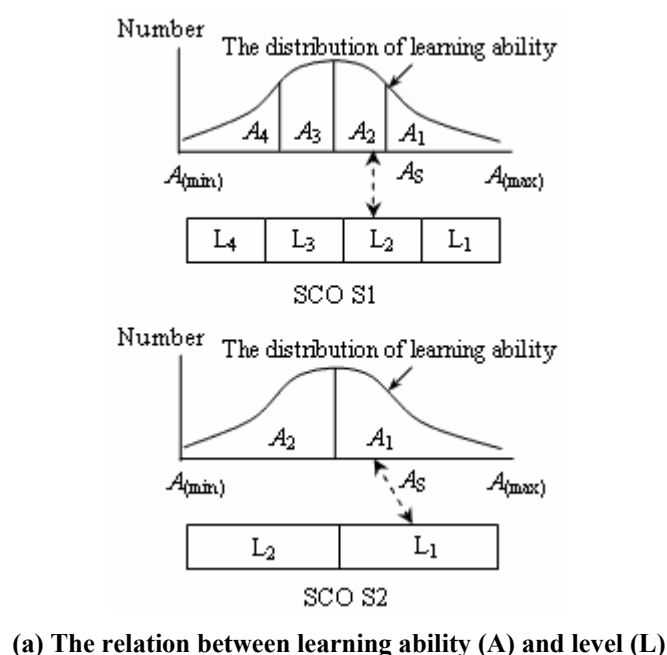 Number
The distribution of learning ability
A4 A3 A2 A1
A(min) AS A(max)
L4 L3 L2 L1
SCO S1
Number
The distribution of learning ability
A2 A1
A(min) AS A(max)
L2 L1
SCO S2
(a) The relation between learning ability (A) and level (L)